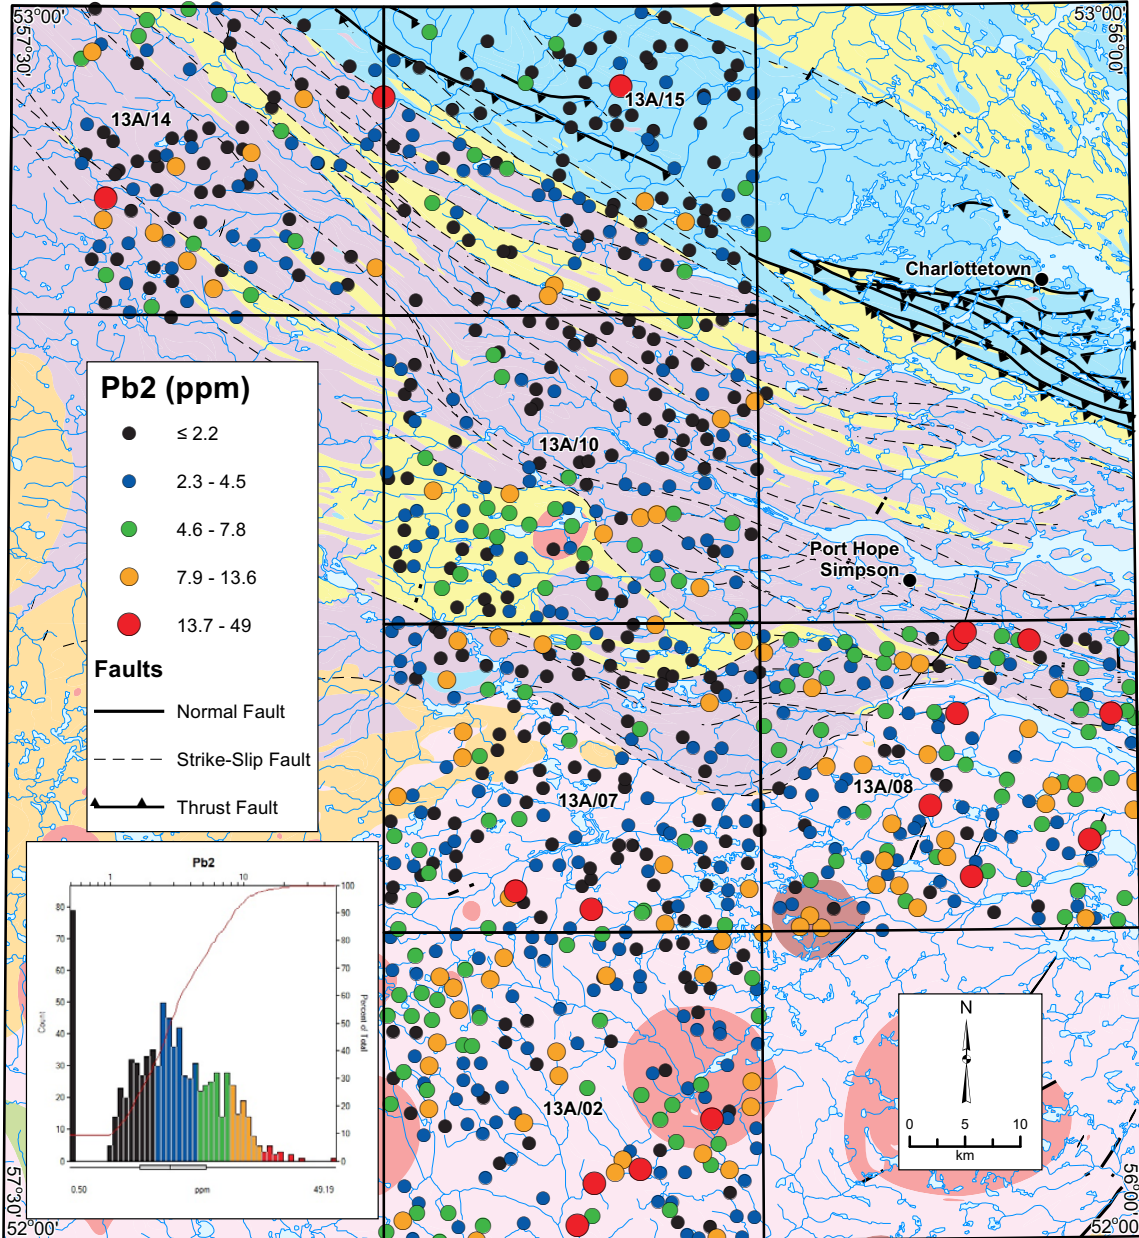 53°00'
57°30'
53°00'
56°00'
13A/14
13A/15
Charlottetown
Pb2 (ppm)
≤ 2.2
2.3 - 4.5
4.6 - 7.8
7.9 - 13.6
13.7 - 49
Faults
Normal Fault
Strike-Slip Fault
Thrust Fault
13A/10
Port Hope
Simpson
13A/07
13A/08
13A/02
Pb2
1 10
100
90
80
70
60
50
40
30
20
10
0
Percent of Total
80
70
60
50
40
30
20
10
0
Count
0.50 ppm 49.19
N
0 5 10
km
57°30'
52°00'
56°00'
52°00'